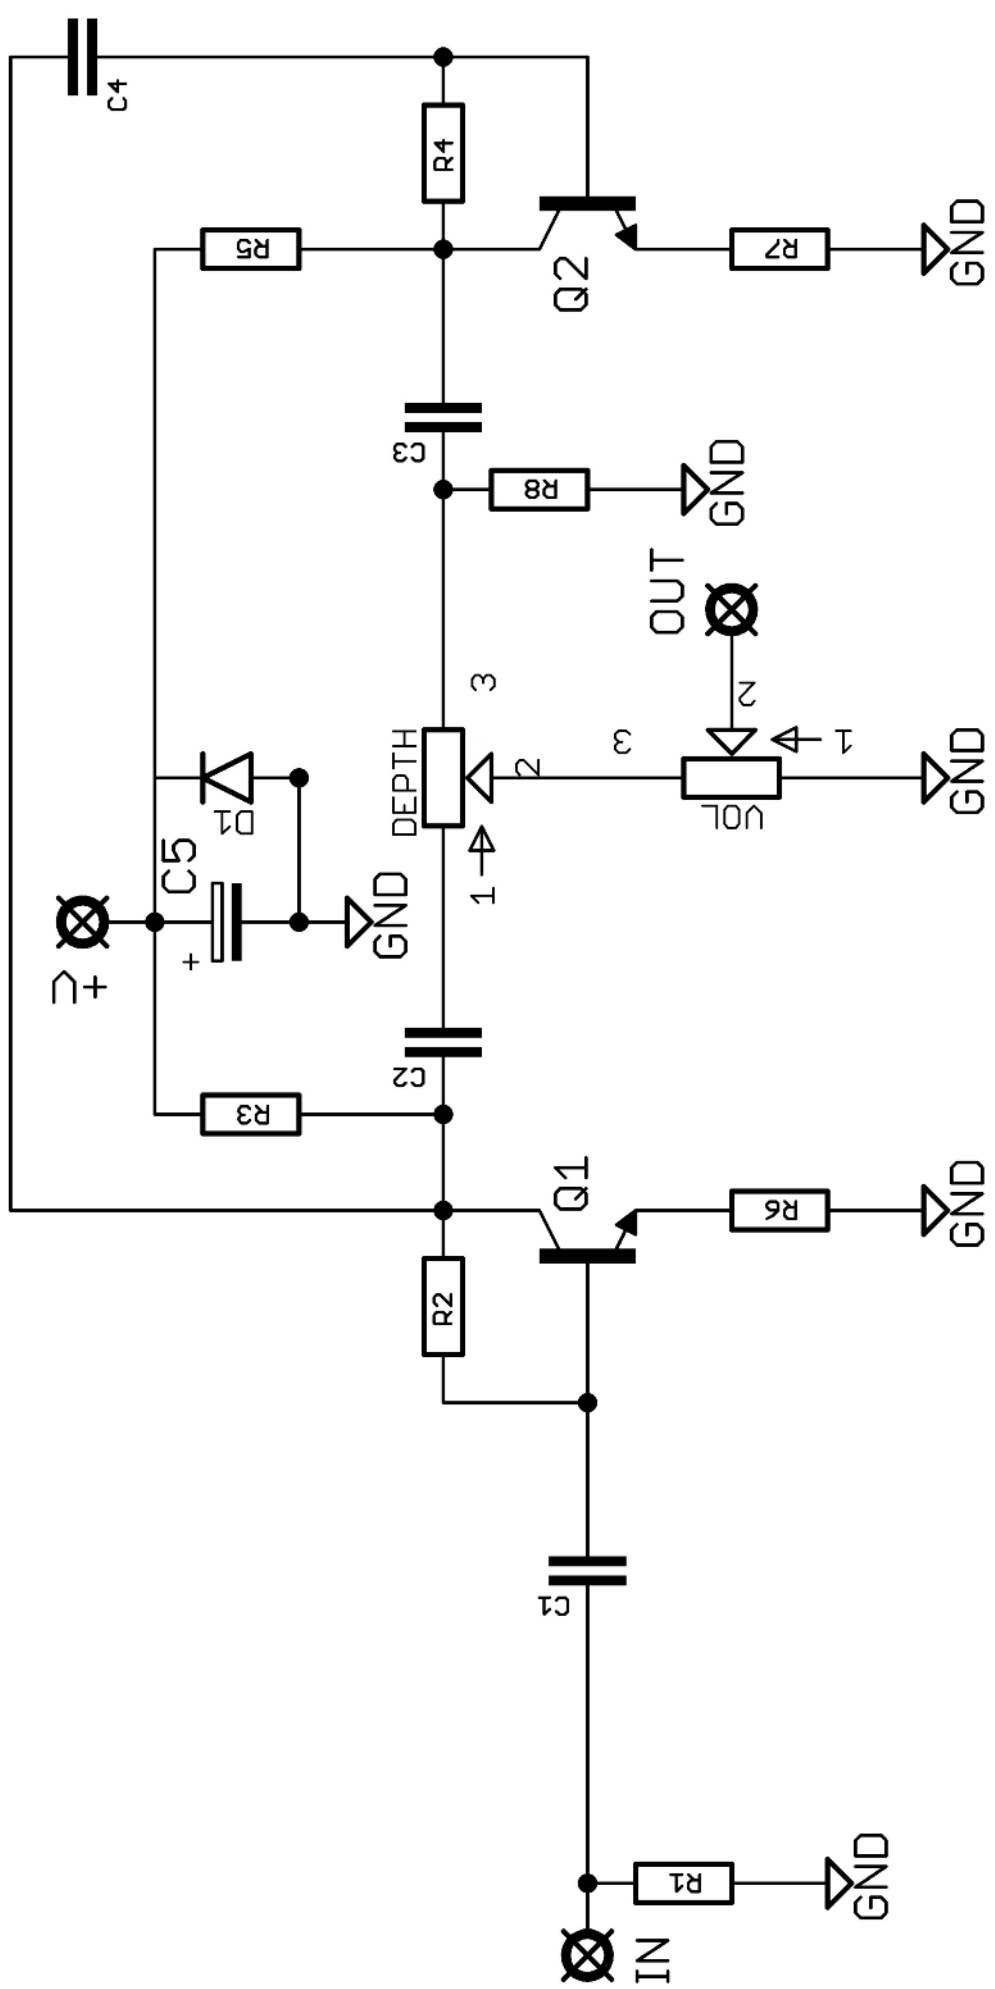 C4
R4
R5
Q2
R7
GND
C3
R8
GND
OUT
3
2
DEPTH
3
1
2
D1
VOL
GND
C5
V+
+
GND
1
C2
R3
Q1
R6
GND
R2
C1
R1
GND
IN